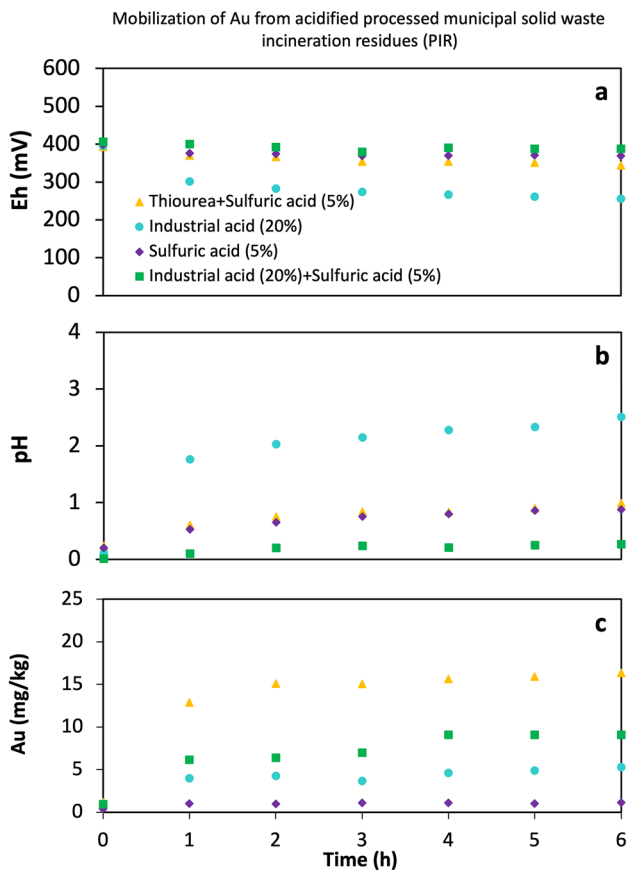 Mobilization of Au from acidified processed municipal solid waste
incineration residues (PIR)
600
a
500
400
300
200
100
0
Eh (mV)
Thiourea+Sulfuric acid (5%)
Industrial acid (20%)
Sulfuric acid (5%)
Industrial acid (20%)+Sulfuric acid (5%)
4
b
3
2
1
0
pH
25
c
20
15
10
5
0
Au (mg/kg)
0 1 2 3 4 5 6
Time (h)